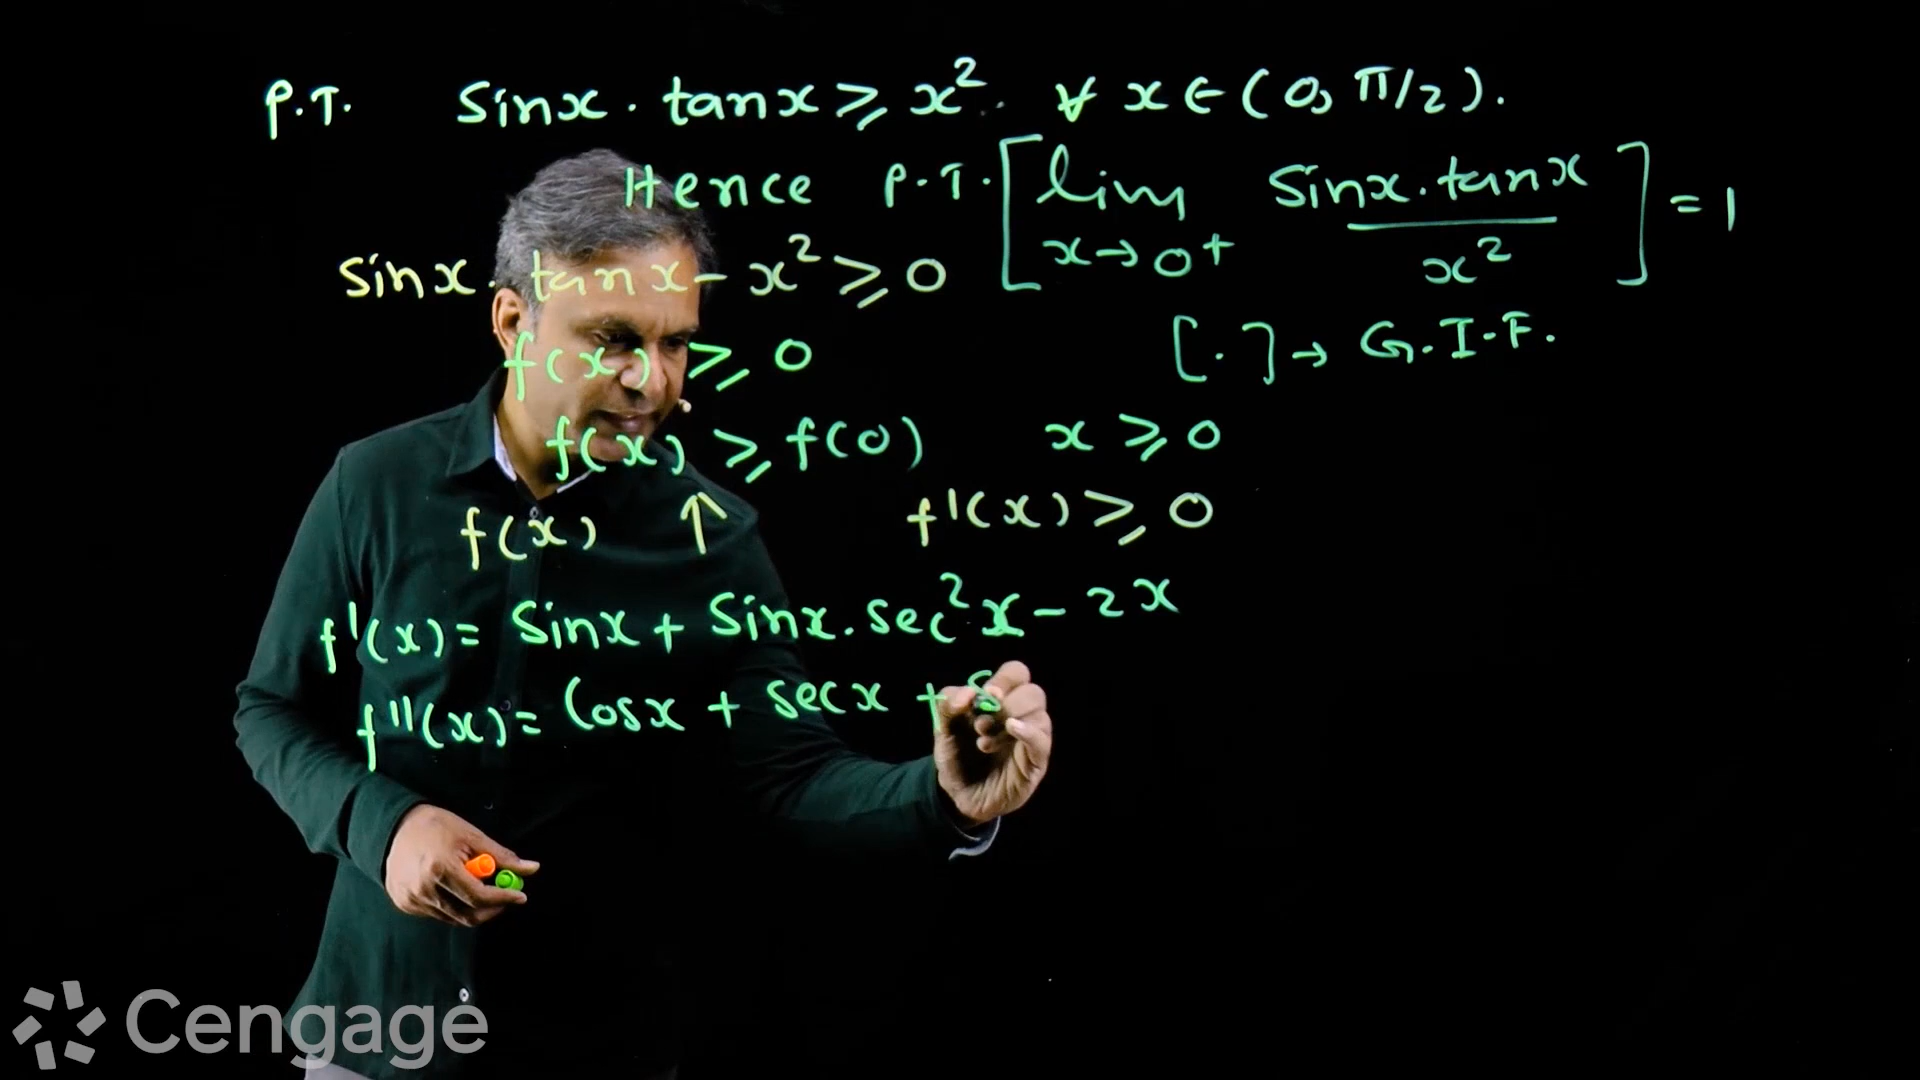 P.T. sinx . tanx ⩾ x². ∀ x ∈ (0, π/2).
Hence P.T. [ lim x→0+ sinx . tanx / x² ] = 1
sinx . tanx - x² ⩾ 0
f(x) ⩾ 0
[.] → G.I.F.
f(x) ⩾ f(0) x ⩾ 0
f(x) ↑ f'(x) ⩾ 0
f'(x) = sinx + sinx . sec²x - 2x
f''(x) = cosx + secx + s
Cengage